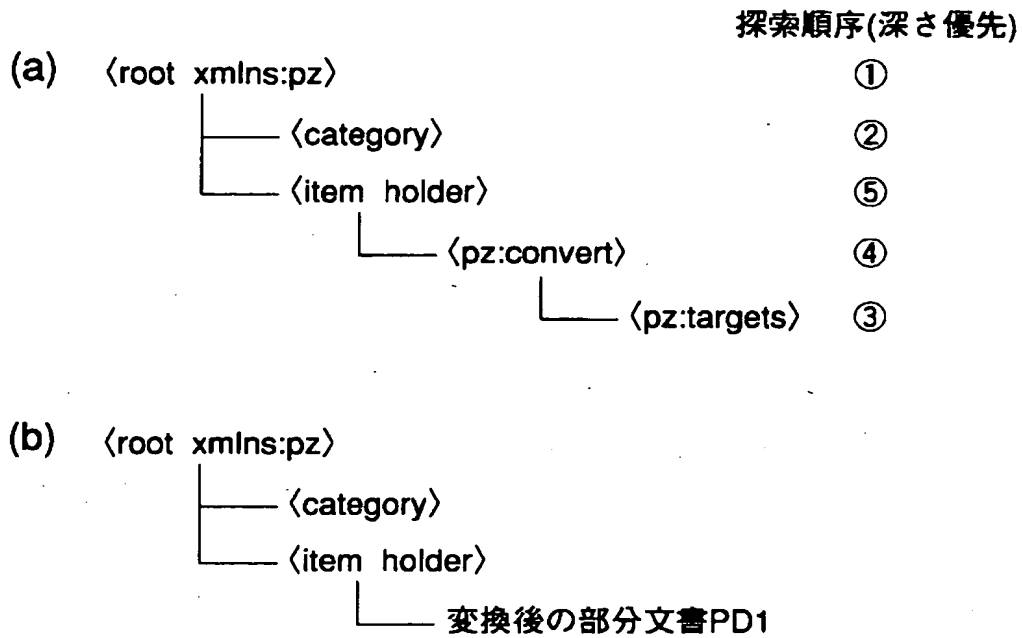 探索順序(深さ優先)
(a) 〈root xmlns:pz〉 ①
〈category〉 ②
〈item holder〉 ⑤
〈pz:convert〉 ④
〈pz:targets〉 ③
(b) 〈root xmlns:pz〉
〈category〉
〈item holder〉
変換後の部分文書PD1